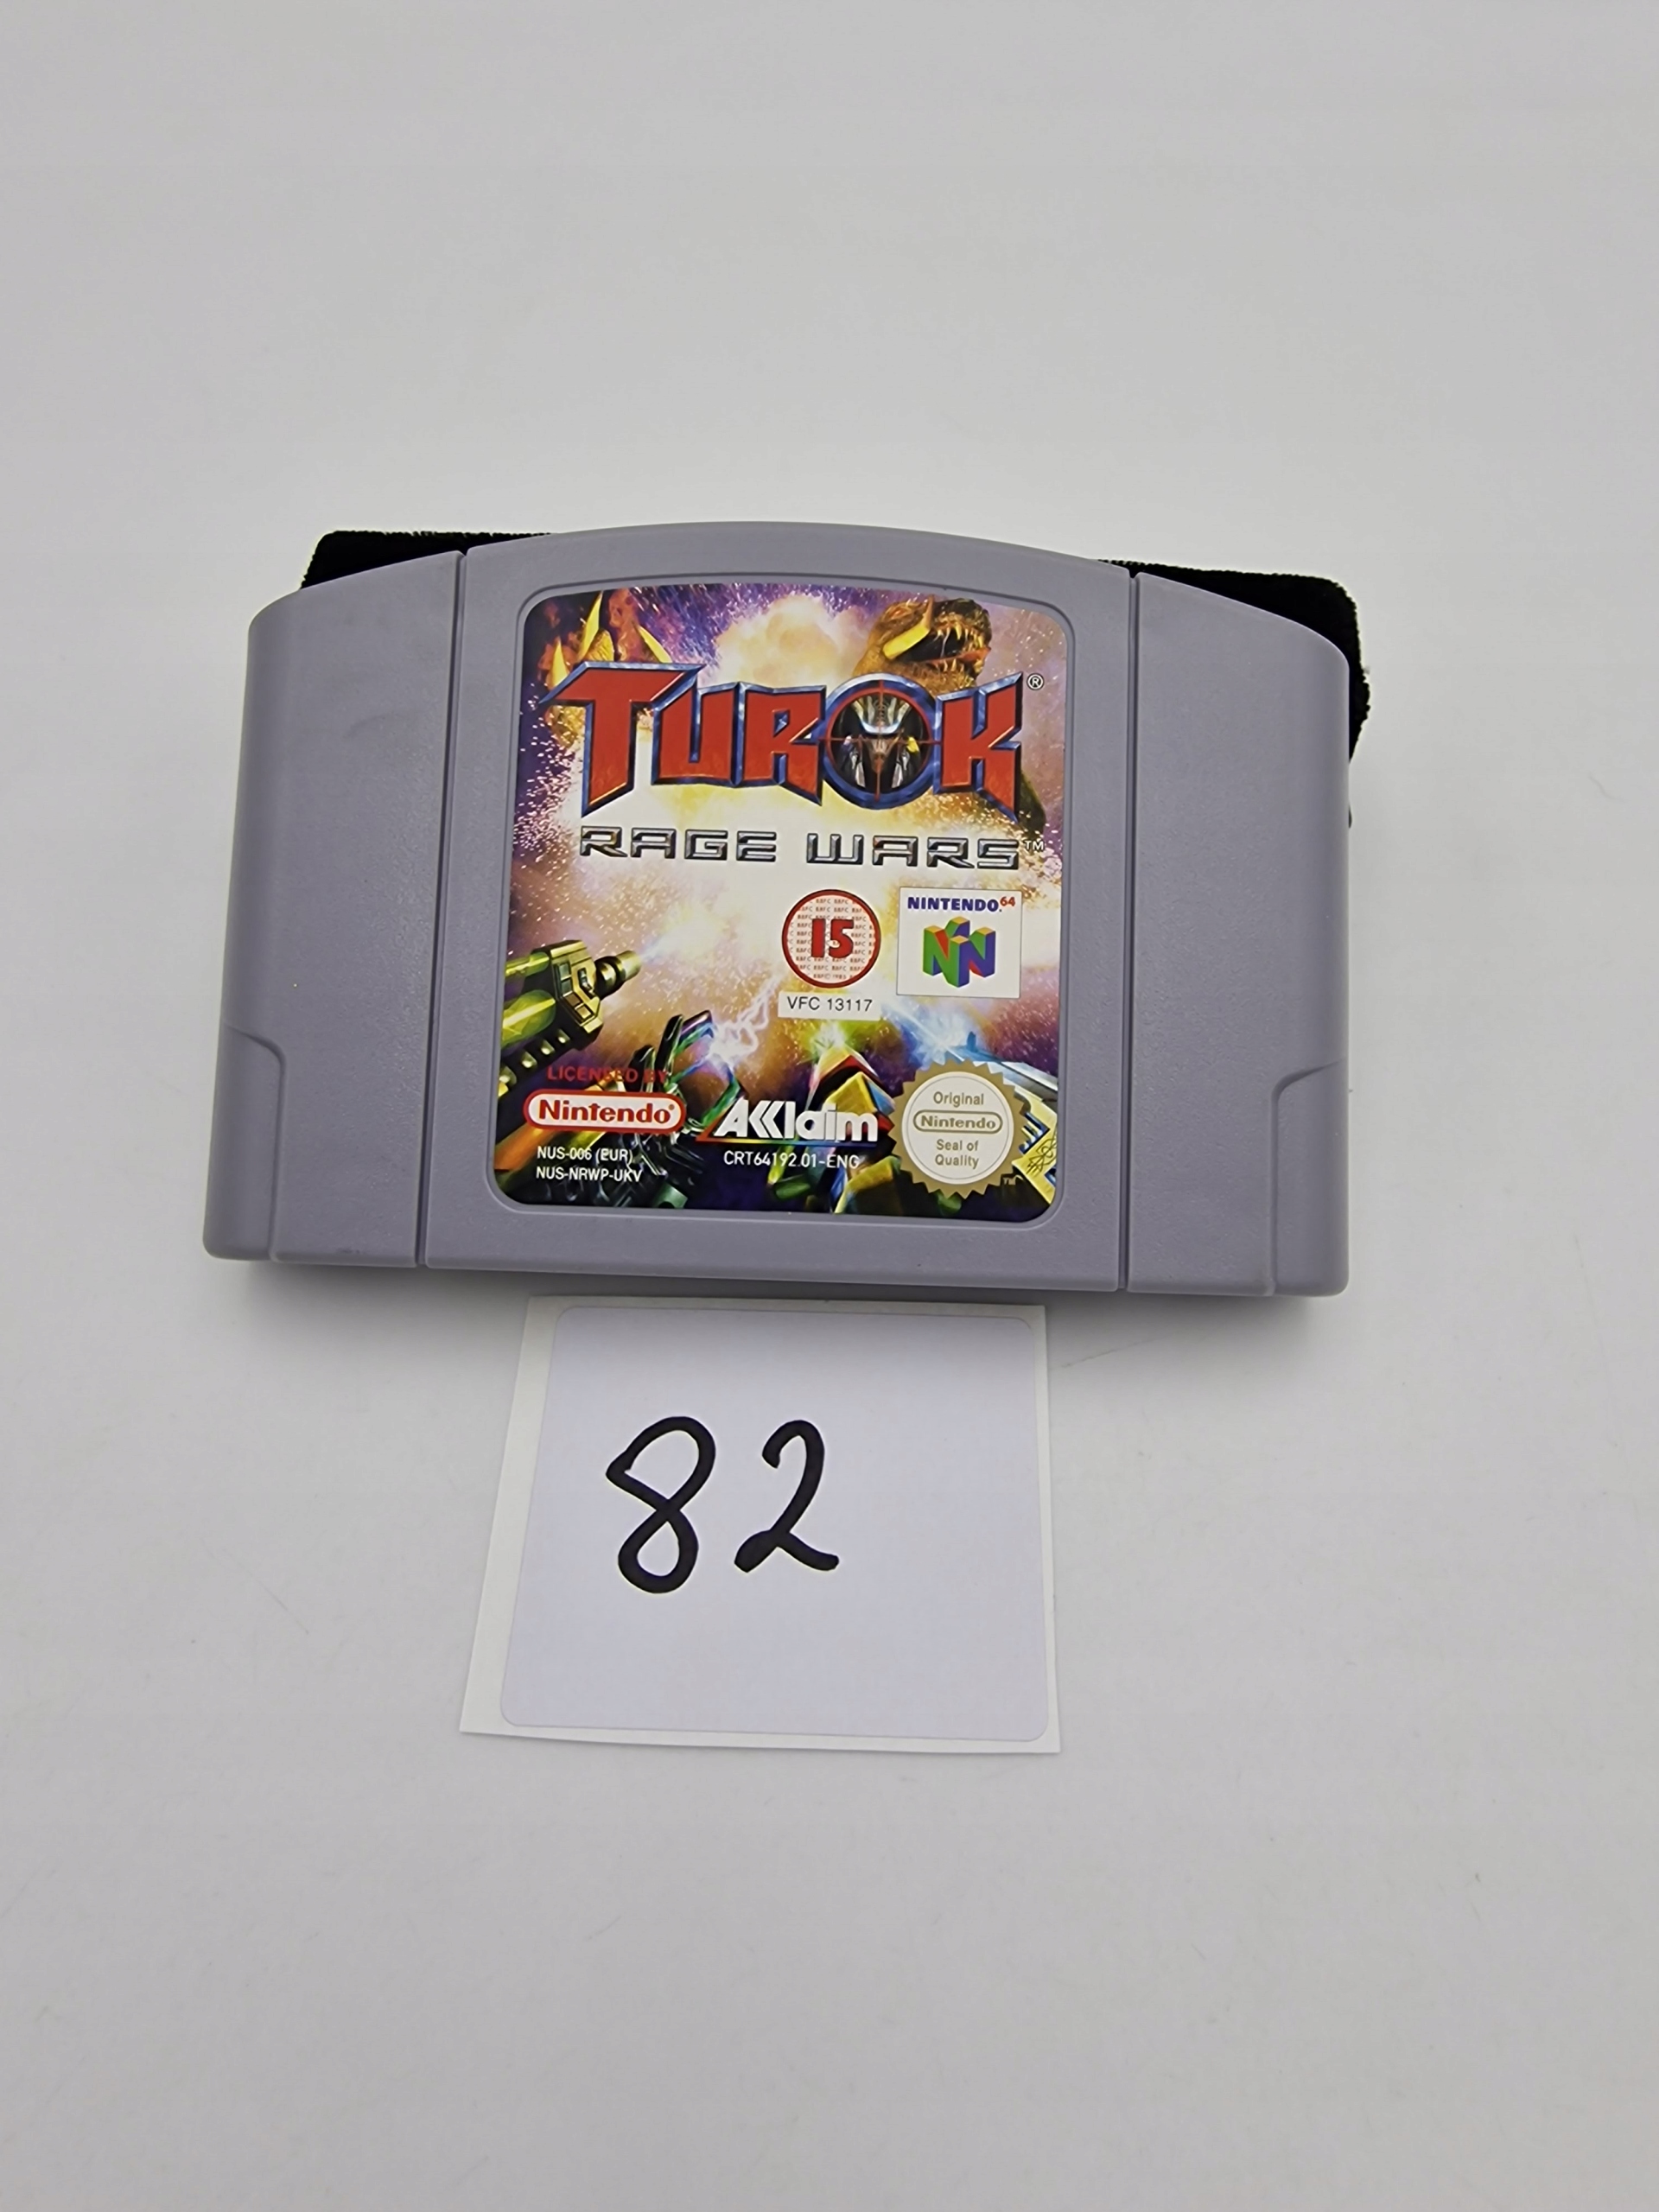 TUROK®
RAGE WARS™
15
NINTENDO64
VFC 13117
LICENSED BY
Nintendo®
AKKlaim
Original
Nintendo
Seal of
Quality
TM
NUS-006 (EUR)
NUS-NRWP-UKV
CRT64192.01-ENG
82